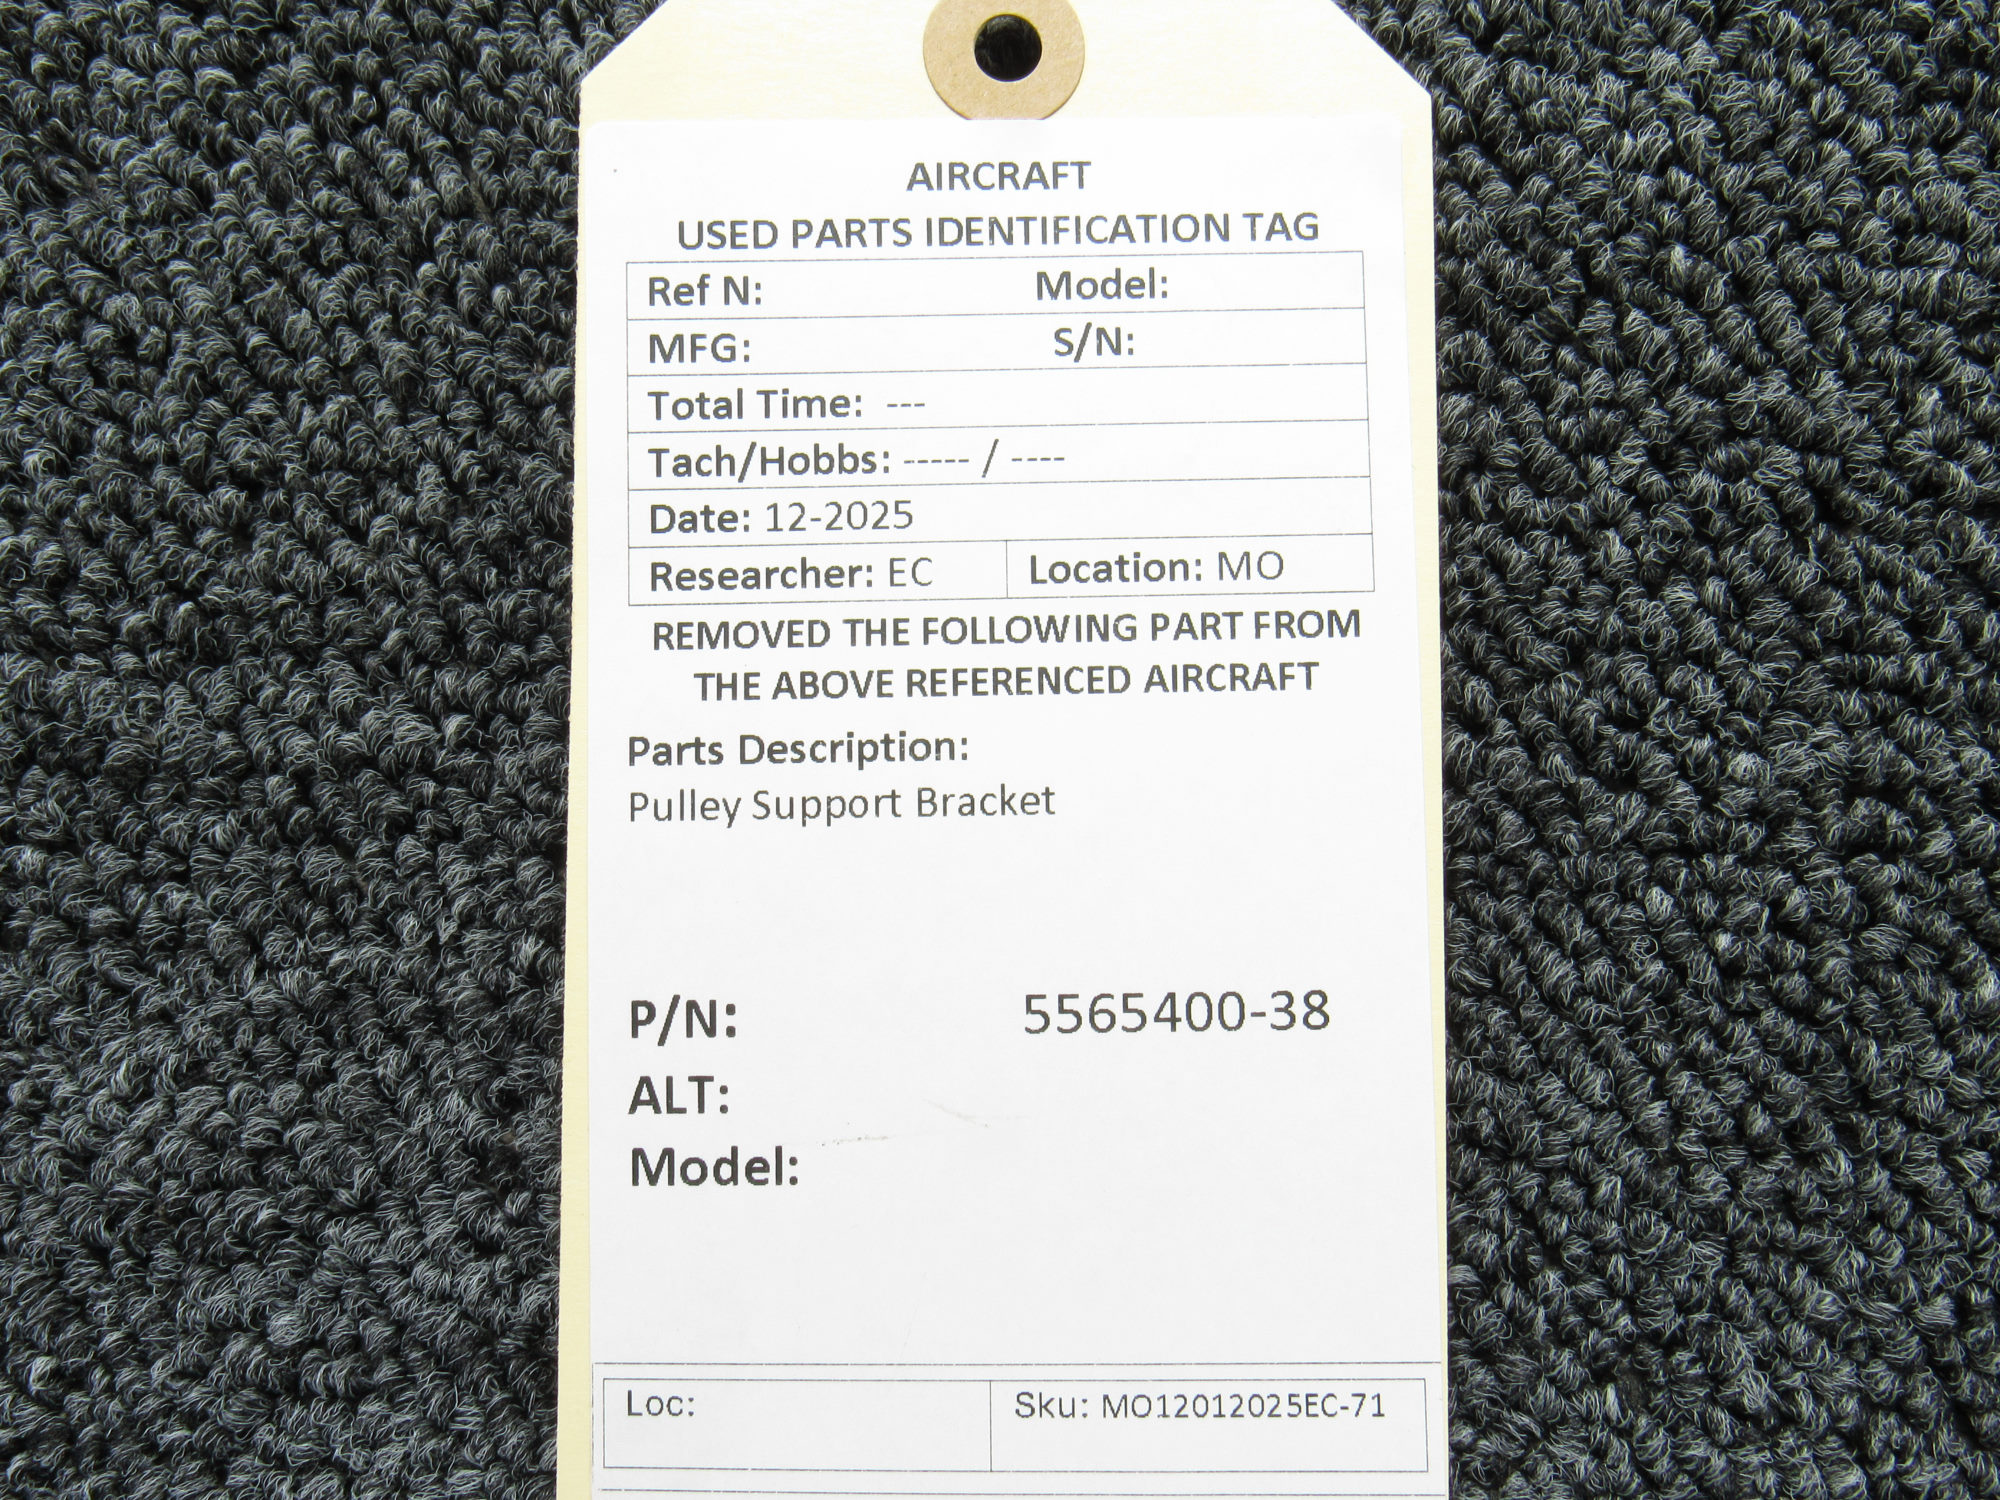 AIRCRAFT
USED PARTS IDENTIFICATION TAG
Ref N: Model:
MFG: S/N:
Total Time: ---
Tach/Hobbs: ----- / ----
Date: 12-2025
Researcher: EC Location: MO
REMOVED THE FOLLOWING PART FROM
THE ABOVE REFERENCED AIRCRAFT
Parts Description:
Pulley Support Bracket
P/N: 5565400-38
ALT:
Model:
Loc: Sku: MO12012025EC-71